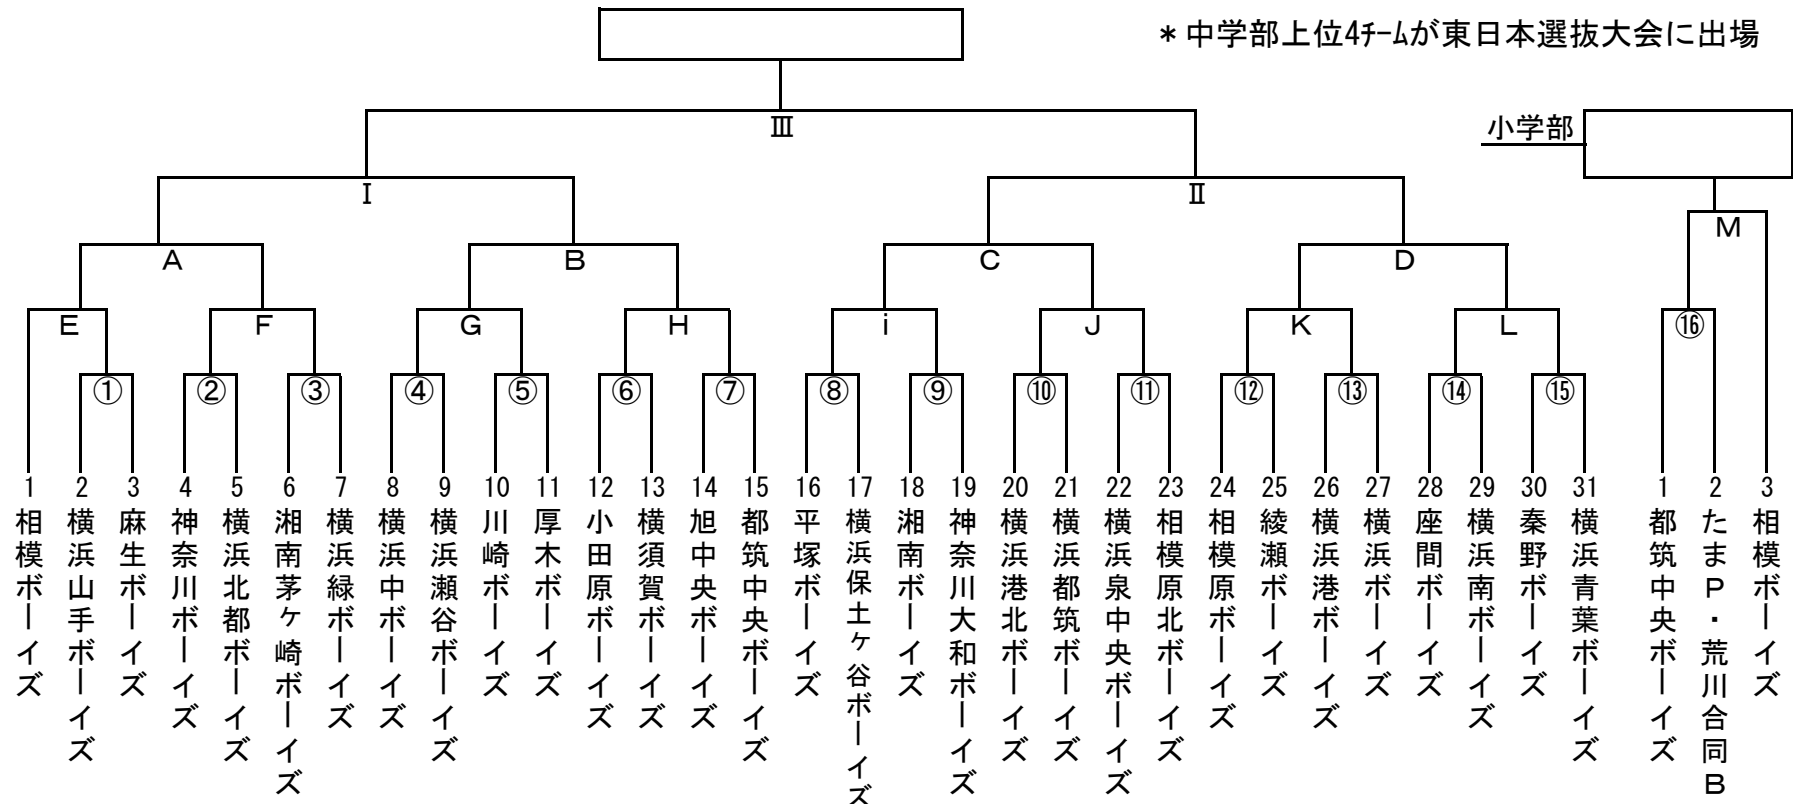 ＊中学部上位4ﾁｰﾑが東日本選抜大会に出場
小学部
Ⅲ
Ⅰ
Ⅱ
M
A
B
C
D
E
F
G
H
i
J
K
L
⑯
①
②
③
④
⑤
⑥
⑦
⑧
⑨
⑩
⑪
⑫
⑬
⑭
⑮
1 相模ボーイズ
2 横浜山手ボーイズ
3 麻生ボーイズ
4 神奈川ボーイズ
5 横浜北都ボーイズ
6 湘南茅ヶ崎ボーイズ
7 横浜緑ボーイズ
8 横浜中ボーイズ
9 横浜瀬谷ボーイズ
10 川崎ボーイズ
11 厚木ボーイズ
12 小田原ボーイズ
13 横須賀ボーイズ
14 旭中央ボーイズ
15 都筑中央ボーイズ
16 平塚ボーイズ
17 横浜保土ヶ谷ボーイズ
18 湘南ボーイズ
19 神奈川大和ボーイズ
20 横浜港北ボーイズ
21 横浜都筑ボーイズ
22 横浜泉中央ボーイズ
23 相模原北ボーイズ
24 相模原ボーイズ
25 綾瀬ボーイズ
26 横浜港ボーイズ
27 横浜ボーイズ
28 座間ボーイズ
29 横浜南ボーイズ
30 秦野ボーイズ
31 横浜青葉ボーイズ
1 都筑中央ボーイズ
2 たまP・荒川合同B
3 相模ボーイズ